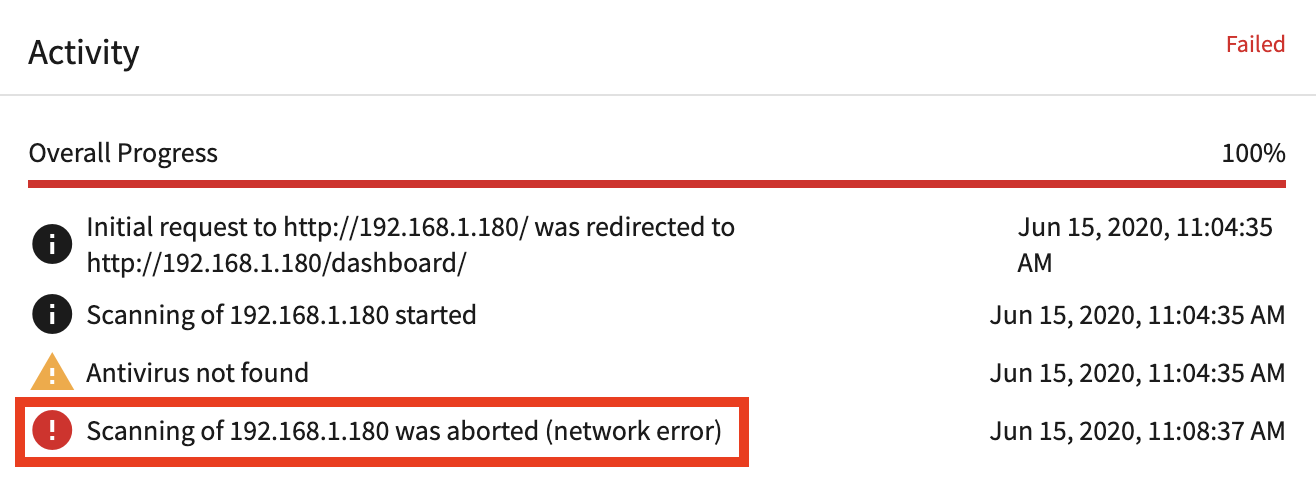 Activity
Failed
Overall Progress
100%
Initial request to http://192.168.1.180/ was redirected to
http://192.168.1.180/dashboard/
Jun 15, 2020, 11:04:35
AM
Scanning of 192.168.1.180 started
Jun 15, 2020, 11:04:35 AM
Antivirus not found
Jun 15, 2020, 11:04:35 AM
Scanning of 192.168.1.180 was aborted (network error)
Jun 15, 2020, 11:08:37 AM